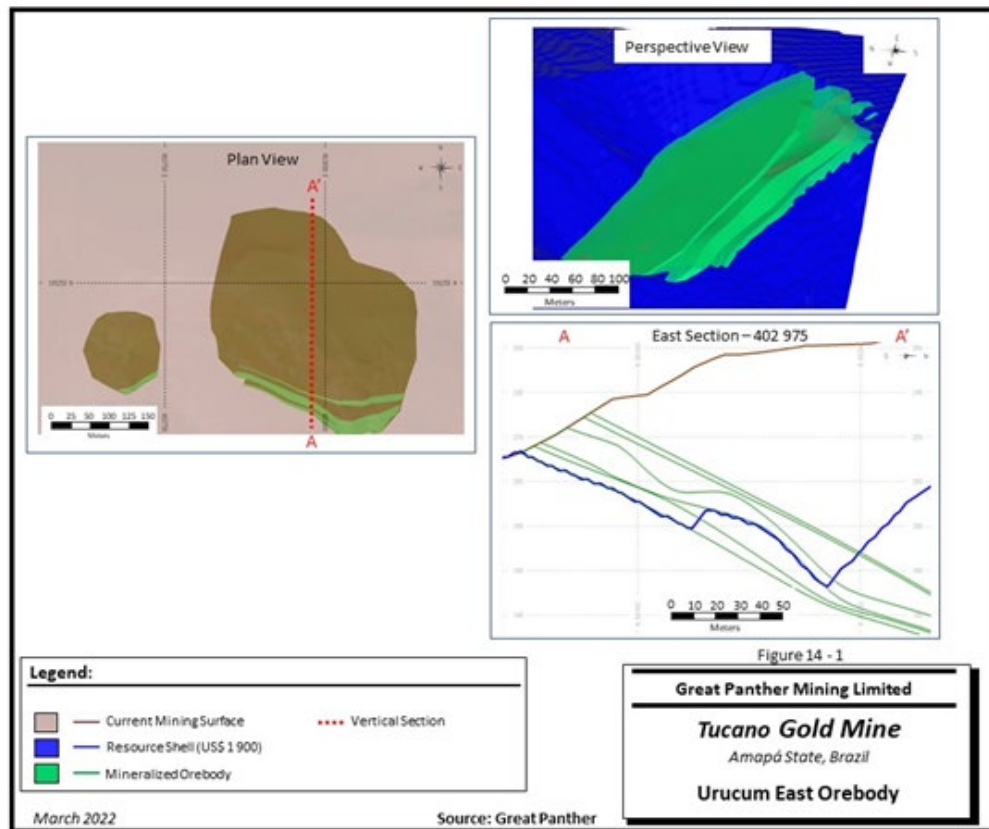 Perspective View
0 20 40 60 80 100
Meters
Plan View
A'
A
0 25 50 75 100 125 150
Meters
A East Section – 402 975 A'
0 10 20 30 40 50
Meters
Legend:
Current Mining Surface
Vertical Section
Resource Shell (US$ 1 900)
Mineralized Orebody
March 2022
Source: Great Panther
Figure 14 - 1
Great Panther Mining Limited
Tucano Gold Mine
Amapá State, Brazil
Urucum East Orebody